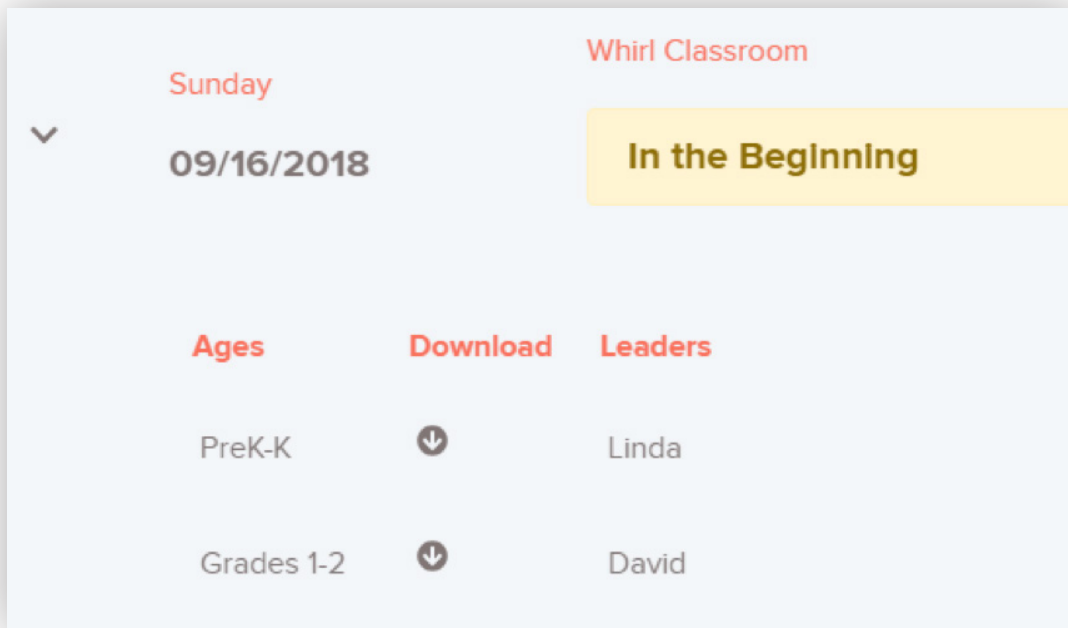 Sunday
Whirl Classroom
09/16/2018
In the Beginning
Ages Download Leaders
PreK-K Linda
Grades 1-2 David